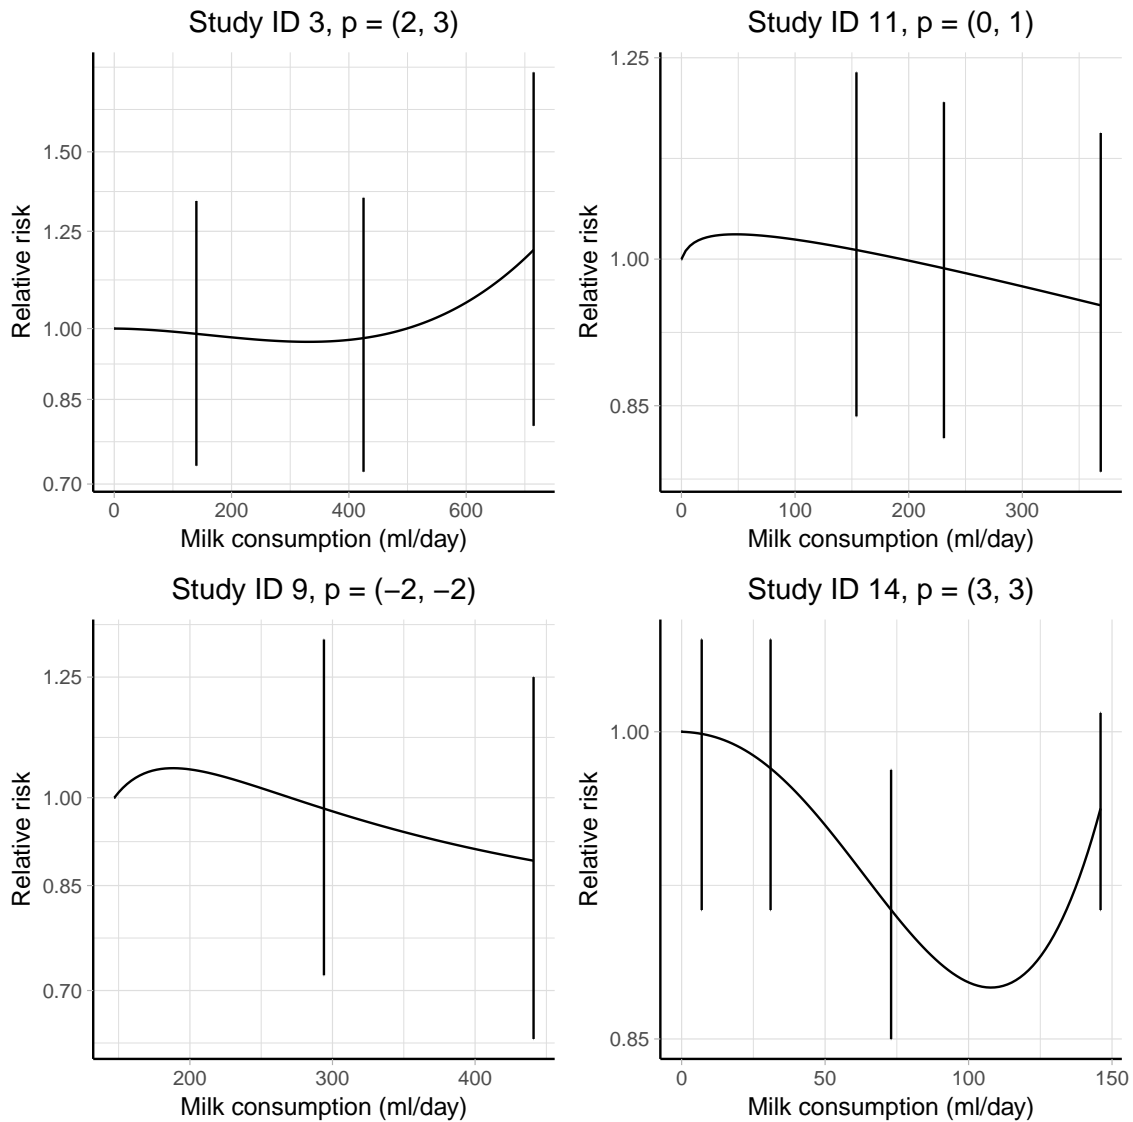 Study ID 3, p = (2, 3)
Relative risk
1.50
1.25
1.00
0.85
0.70
0 200 400 600
Milk consumption (ml/day)
Study ID 11, p = (0, 1)
Relative risk
1.25
1.00
0.85
0 100 200 300
Milk consumption (ml/day)
Study ID 9, p = (−2, −2)
Relative risk
1.25
1.00
0.85
0.70
200 300 400
Milk consumption (ml/day)
Study ID 14, p = (3, 3)
Relative risk
1.00
0.85
0 50 100 150
Milk consumption (ml/day)